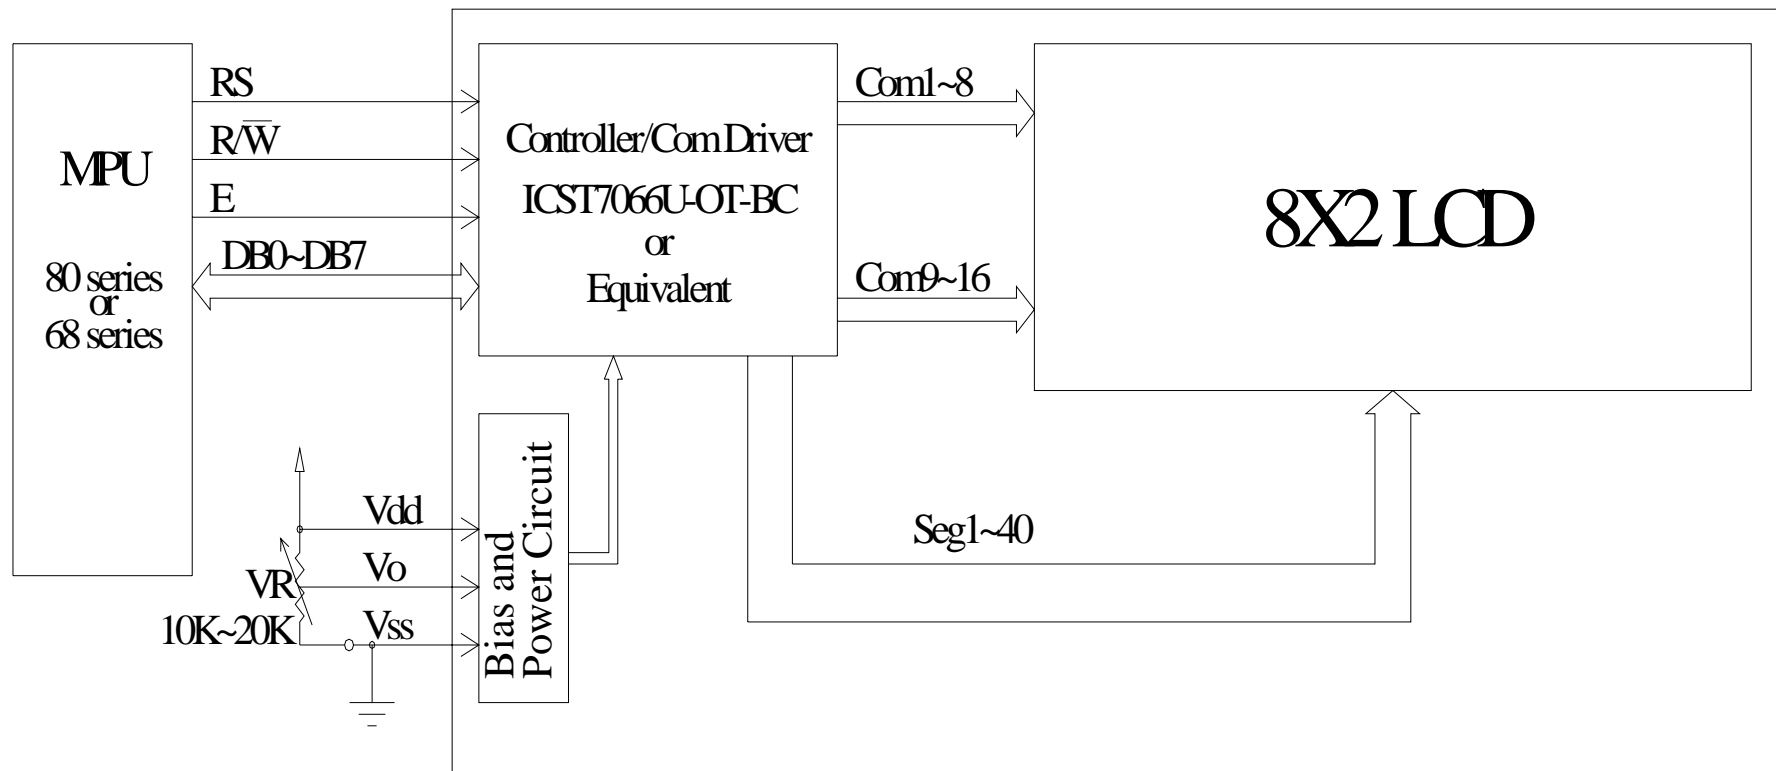 MPU
80 series
or
68 series
RS
R/W̅
E
DB0~DB7
Controller/Com Driver
ICST7066U-OT-BC
or
Equivalent
Com1~8
Com9~16
8X2 LCD
Vdd
Vo
VR
10K~20K
Vss
Bias and
Power Circuit
Seg1~40